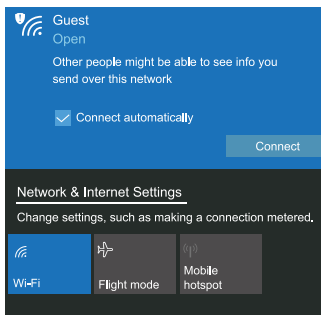 Guest
Open
Other people might be able to see info you
send over this network
Connect automatically
Connect
Network & Internet Settings
Change settings, such as making a connection metered.
Wi-Fi
Flight mode
Mobile
hotspot